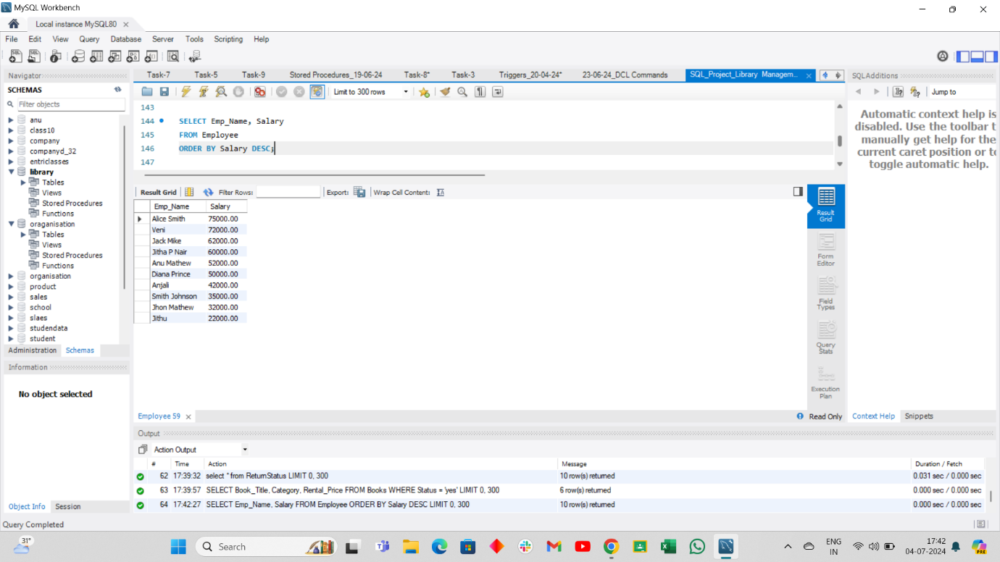 MySQL Workbench
Local instance MySQL80
File Edit View Query Database Server Tools Scripting Help
Navigator
SCHEMAS
Filter objects
anu
class10
company
companyd_32
entriclasses
library
Tables
Views
Stored Procedures
Functions
oraganisation
Tables
Views
Stored Procedures
Functions
organisation
product
sales
school
slaes
studendata
student
Administration Schemas
Information
No object selected
Object Info Session
Task-7 Task-5 Task-9 Stored Procedures_19-06-24 Task-8* Task-3 Triggers_20-04-24* 23-06-24_DCL Commands SQL_Project_Library Managem...
Limit to 300 rows
143
144 SELECT Emp_Name, Salary
145 FROM Employee
146 ORDER BY Salary DESC;
147
Result Grid Filter Rows: Export: Wrap Cell Content:
Emp_Name Salary
Alice Smith 75000.00
Veni 72000.00
Jack Mike 62000.00
Jitha P Nair 60000.00
Anu Mathew 52000.00
Diana Prince 50000.00
Anjali 42000.00
Smith Johnson 35000.00
Jhon Mathew 32000.00
Jithu 22000.00
Result
Grid
Form
Editor
Field
Types
Query
Stats
Execution
Plan
Employee 59
Read Only
SQLAdditions
Jump to
Automatic context help is
disabled. Use the toolbar t
manually get help for the
current caret position or to
toggle automatic help.
Context Help Snippets
Output
Action Output
# Time Action Message Duration / Fetch
62 17:39:32 select * from ReturnStatus LIMIT 0, 300 10 row(s) returned 0.031 sec / 0.000 sec
63 17:39:57 SELECT Book_Title, Category, Rental_Price FROM Books WHERE Status = 'yes' LIMIT 0, 300 6 row(s) returned 0.000 sec / 0.000 sec
64 17:42:27 SELECT Emp_Name, Salary FROM Employee ORDER BY Salary DESC LIMIT 0, 300 10 row(s) returned 0.000 sec / 0.000 sec
Query Completed
31°
Search
ENG
IN
17:42
04-07-2024
PRE